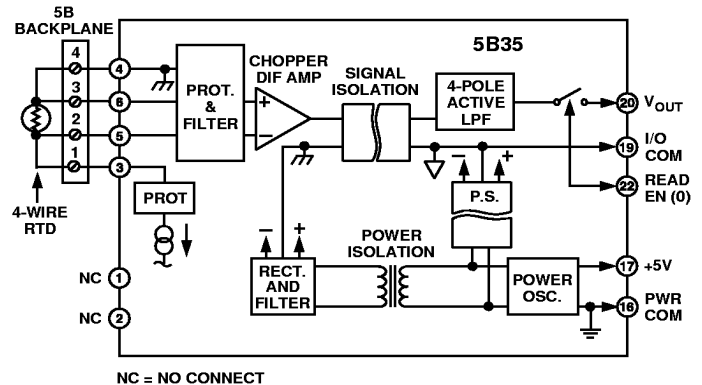 5B
BACKPLANE
5B35
4
3
2
1
4
6
5
3
4-WIRE
RTD
PROT.
&
FILTER
PROT
CHOPPER
DIF AMP
+
−
SIGNAL
ISOLATION
4-POLE
ACTIVE
LPF
20 VOUT
19 I/O
COM
22 READ
EN (0)
− +
P.S.
− +
RECT.
AND
FILTER
POWER
ISOLATION
POWER
OSC.
17 +5V
16 PWR
COM
NC 1
NC 2
NC = NO CONNECT